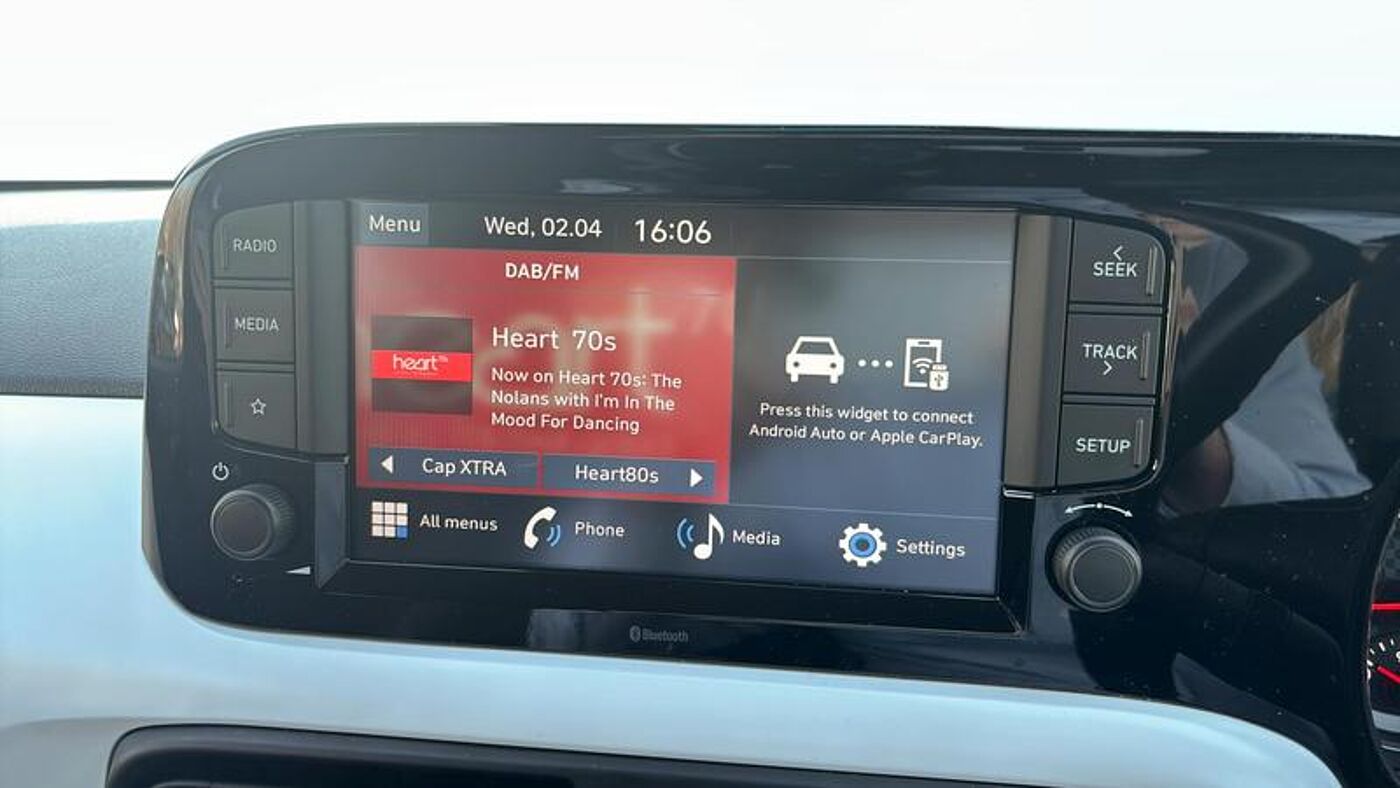 RADIO
MEDIA
Menu
Wed, 02.04
16:06
DAB/FM
heart 70s
Heart 70s
Now on Heart 70s: The
Nolans with I'm In The
Mood For Dancing
Cap XTRA
Heart80s
Press this widget to connect
Android Auto or Apple CarPlay.
All menus
Phone
Media
Settings
SEEK
TRACK
SETUP
Bluetooth